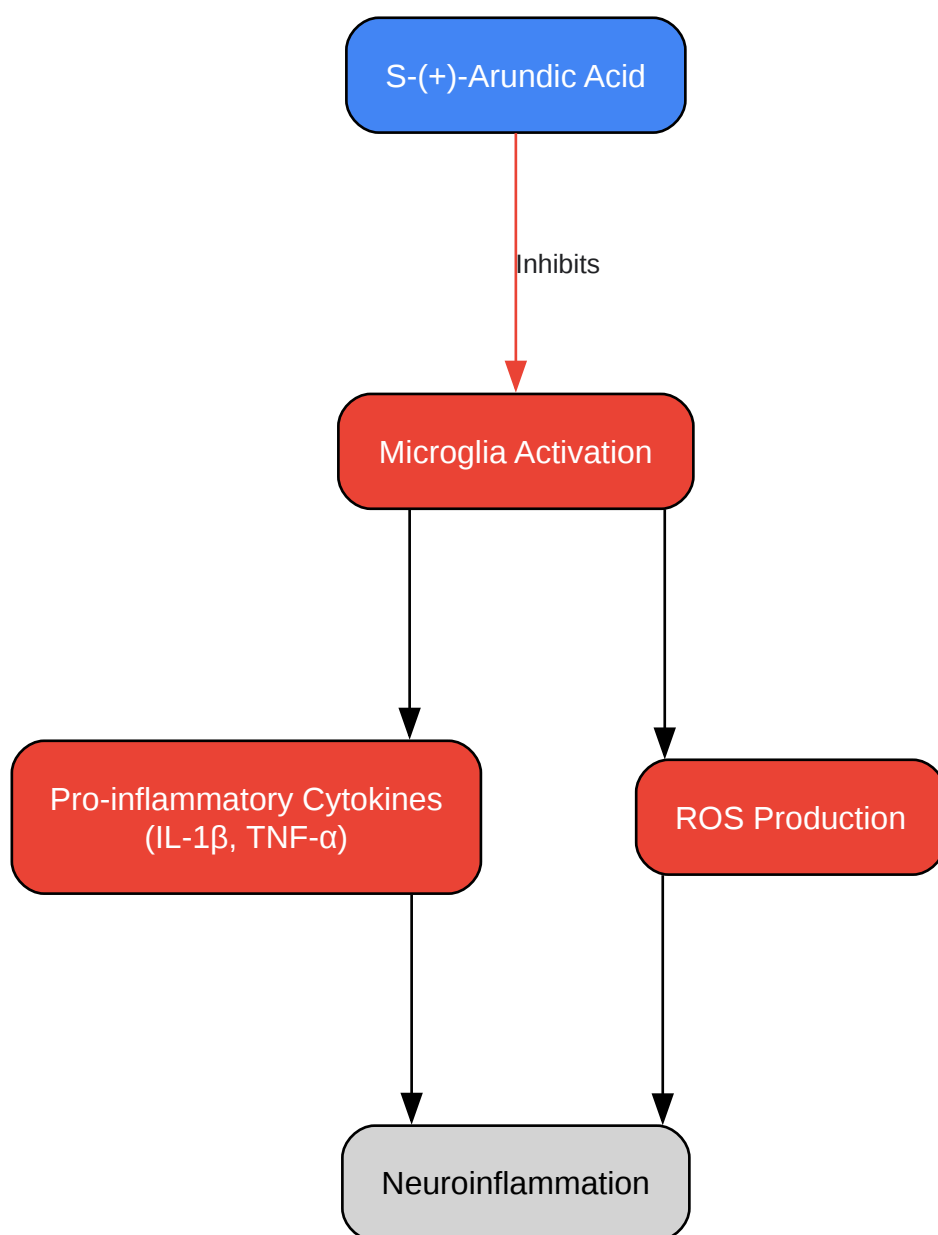 S-(+)-Arundic Acid
Inhibits
Microglia Activation
Pro-inflammatory Cytokines
(IL-1β, TNF-α)
ROS Production
Neuroinflammation